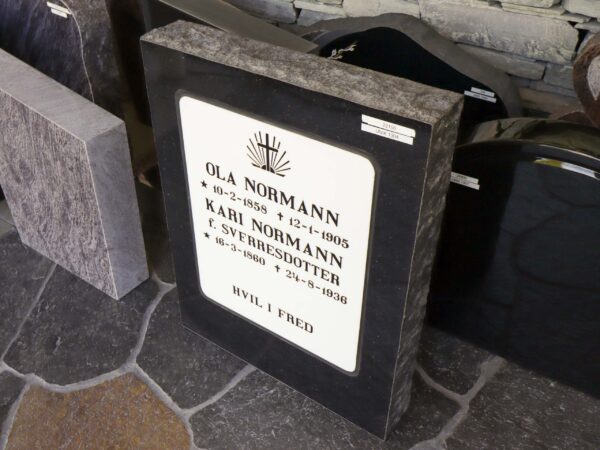 OLA NORMANN
★ 10-2-1858 ✝ 12-1-1905
KARI NORMANN
f. SVERRESDOTTER
★ 16-3-1860 ✝ 24-8-1936
HVIL I FRED